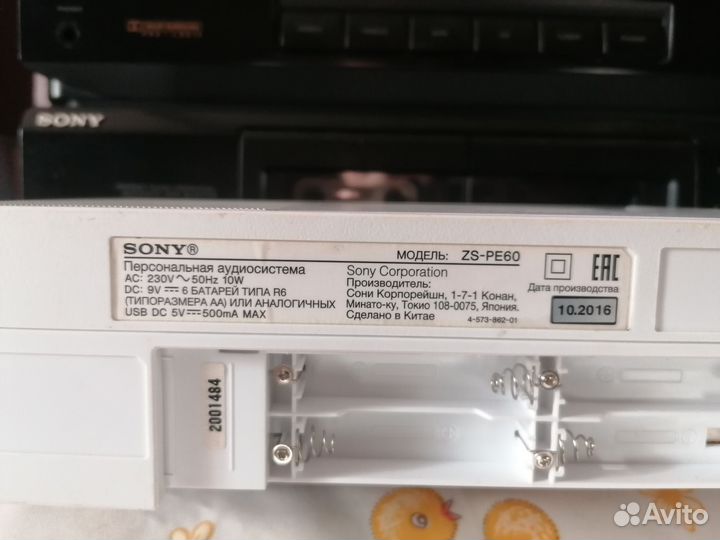 SONY
SONY®
МОДЕЛЬ: ZS-PE60
Персональная аудиосистема
AC: 230V～50Hz 10W
DC: 9V⎓ 6 БАТАРЕЙ ТИПА R6
(ТИПОРАЗМЕРА AA) ИЛИ АНАЛОГИЧНЫХ
USB DC 5V⎓500mA MAX
Sony Corporation
Производитель:
Сони Корпорейшн, 1-7-1 Конан,
Минато-ку, Токио 108-0075, Япония.
Сделано в Китае
4-573-862-01
EAC
Дата производства
10.2016
2001484
Avito